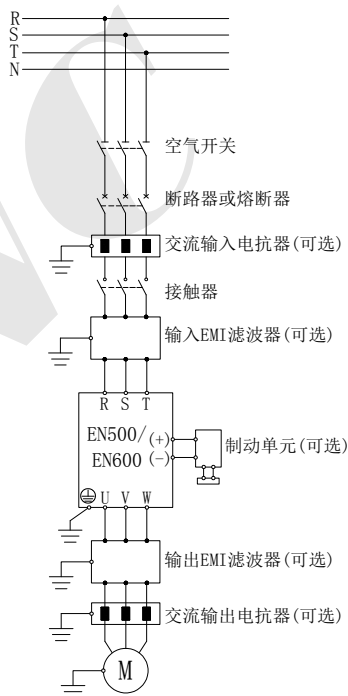 R
S
T
N
空气开关
断路器或熔断器
交流输入电抗器(可选)
接触器
输入EMI滤波器(可选)
R S T
EN500/ (+)
EN600 (-)
制动单元(可选)
U V W
输出EMI滤波器(可选)
交流输出电抗器(可选)
M